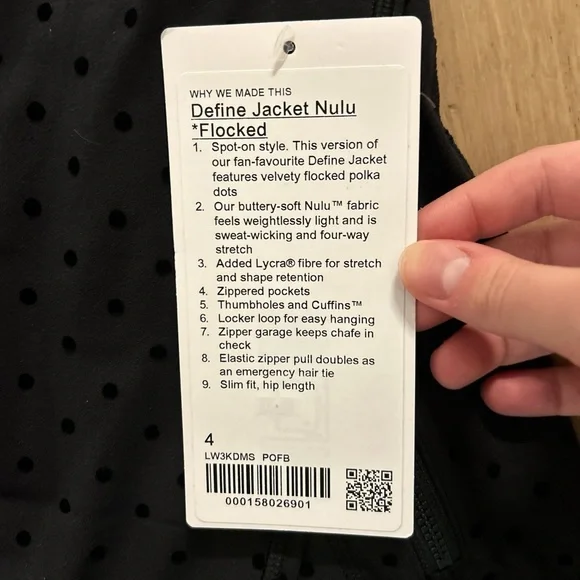 WHY WE MADE THIS
Define Jacket Nulu
*Flocked
1. Spot-on style. This version of
our fan-favourite Define Jacket
features velvety flocked polka
dots
2. Our buttery-soft Nulu™ fabric
feels weightlessly light and is
sweat-wicking and four-way
stretch
3. Added Lycra® fibre for stretch
and shape retention
4. Zippered pockets
5. Thumbholes and Cuffins™
6. Locker loop for easy hanging
7. Zipper garage keeps chafe in
check
8. Elastic zipper pull doubles as
an emergency hair tie
9. Slim fit, hip length
4
LW3KDMS POFB
000158026901